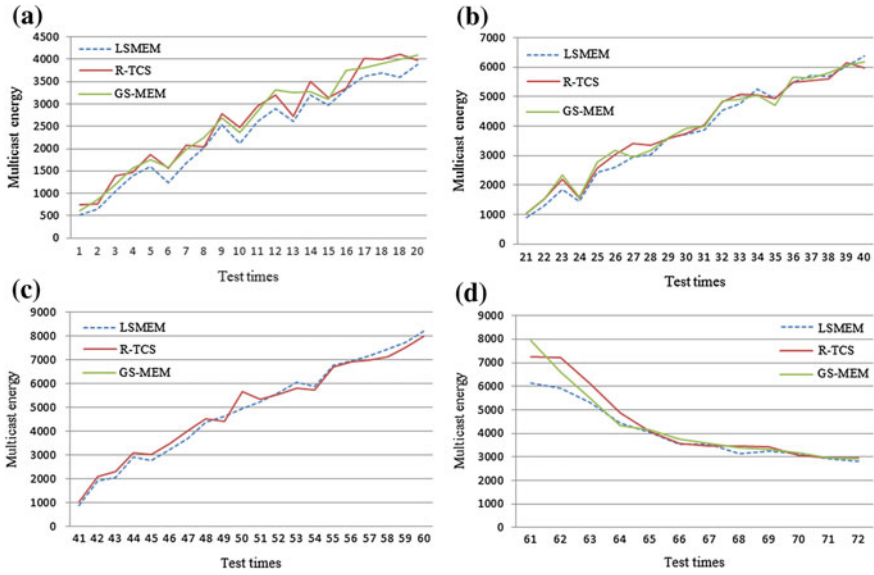 (a)
4500
4000
3500
3000
2500
2000
1500
1000
500
0
Multicast energy
LSMEM
R-TCS
GS-MEM
1 2 3 4 5 6 7 8 9 10 11 12 13 14 15 16 17 18 18 20
Test times
(b)
7000
6000
5000
4000
3000
2000
1000
0
Multicast energy
LSMEM
R-TCS
GS-MEM
21 22 23 24 25 26 27 28 29 30 31 32 33 34 35 36 37 38 39 40
Test times
(c)
9000
8000
7000
6000
5000
4000
3000
2000
1000
0
Multicast energy
LSMEM
R-TCS
GS-MEM
41 42 43 44 45 46 47 48 49 50 51 52 53 54 55 56 57 58 59 60
Test times
(d)
9000
8000
7000
6000
5000
4000
3000
2000
1000
0
Multicast energy
LSMEM
R-TCS
GS-MEM
61 62 63 64 65 66 67 68 69 70 71 72
Test times